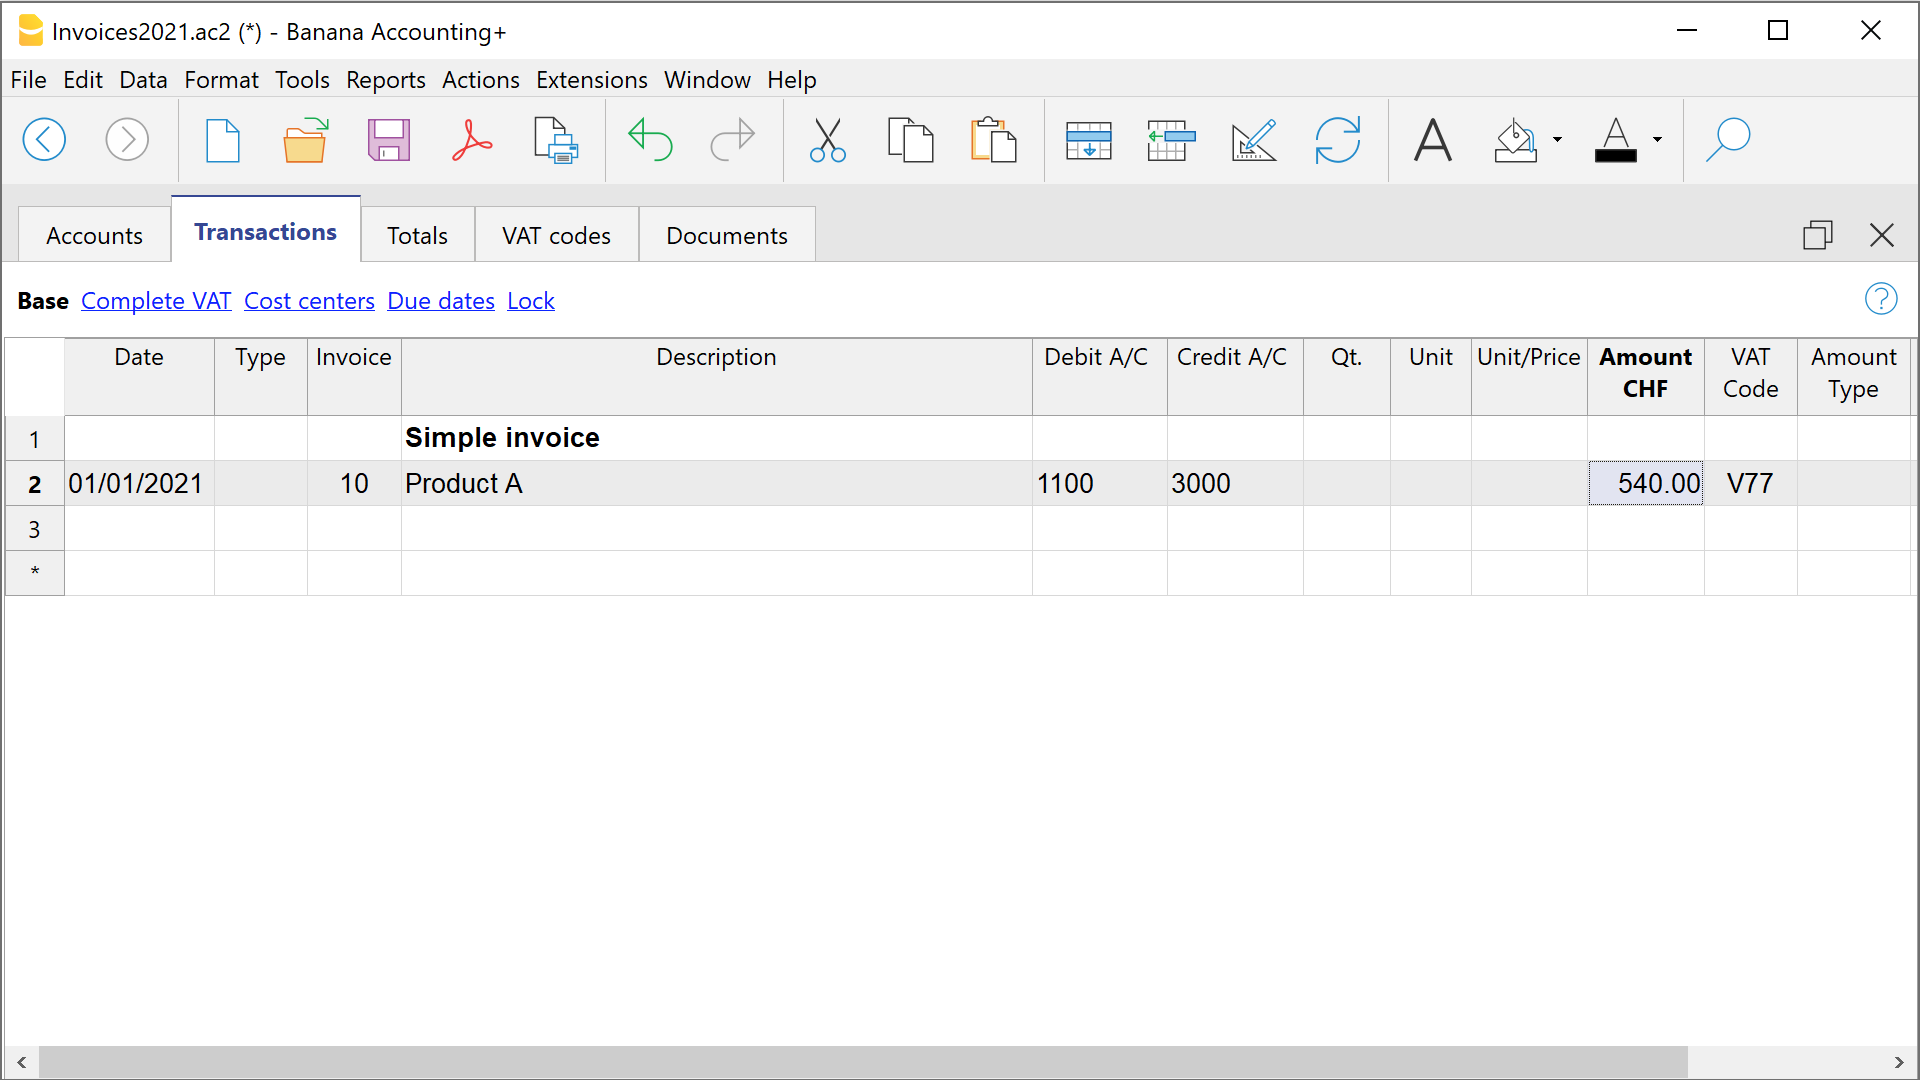 Invoices2021.ac2 (*) - Banana Accounting+
File Edit Data Format Tools Reports Actions Extensions Window Help
Accounts Transactions Totals VAT codes Documents
Base Complete VAT Cost centers Due dates Lock
Date Type Invoice Description Debit A/C Credit A/C Qt. Unit Unit/Price Amount CHF VAT Code Amount Type
1 Simple invoice
2 01/01/2021 10 Product A 1100 3000 540.00 V77
3
*